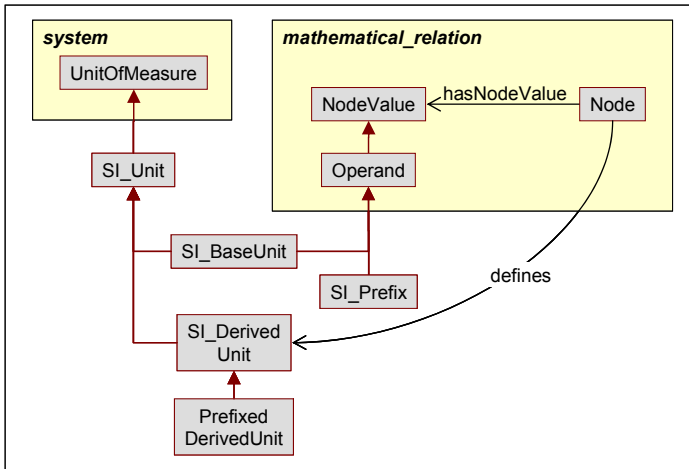 system
mathematical_relation
UnitOfMeasure
NodeValue
hasNodeValue
Node
SI_Unit
Operand
SI_BaseUnit
SI_Prefix
defines
SI_Derived
Unit
Prefixed
DerivedUnit